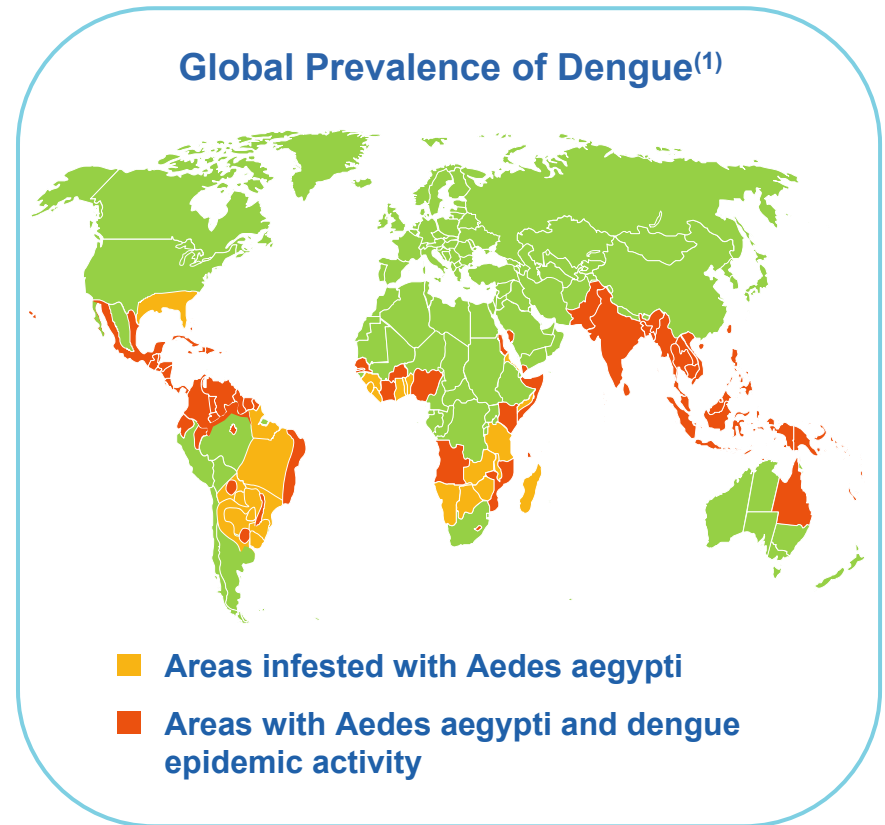 Global Prevalence of Dengue(1)
Areas infested with Aedes aegypti
Areas with Aedes aegypti and dengue
epidemic activity